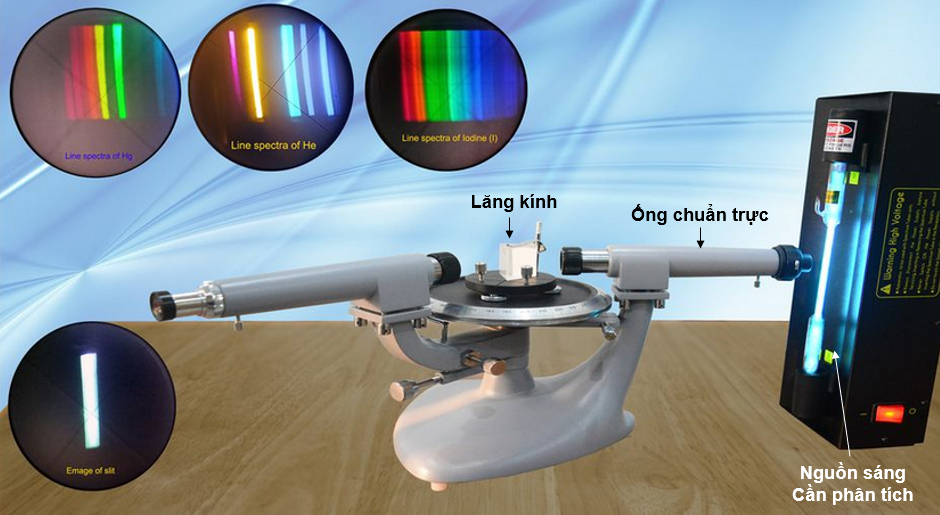 Line spectra of Hg
Line spectra of He
Line spectra of Iodine (I)
Lăng kính
Ống chuẩn trực
DANGER
Warning High Voltage
Emage of slit
Nguồn sáng
Cần phân tích